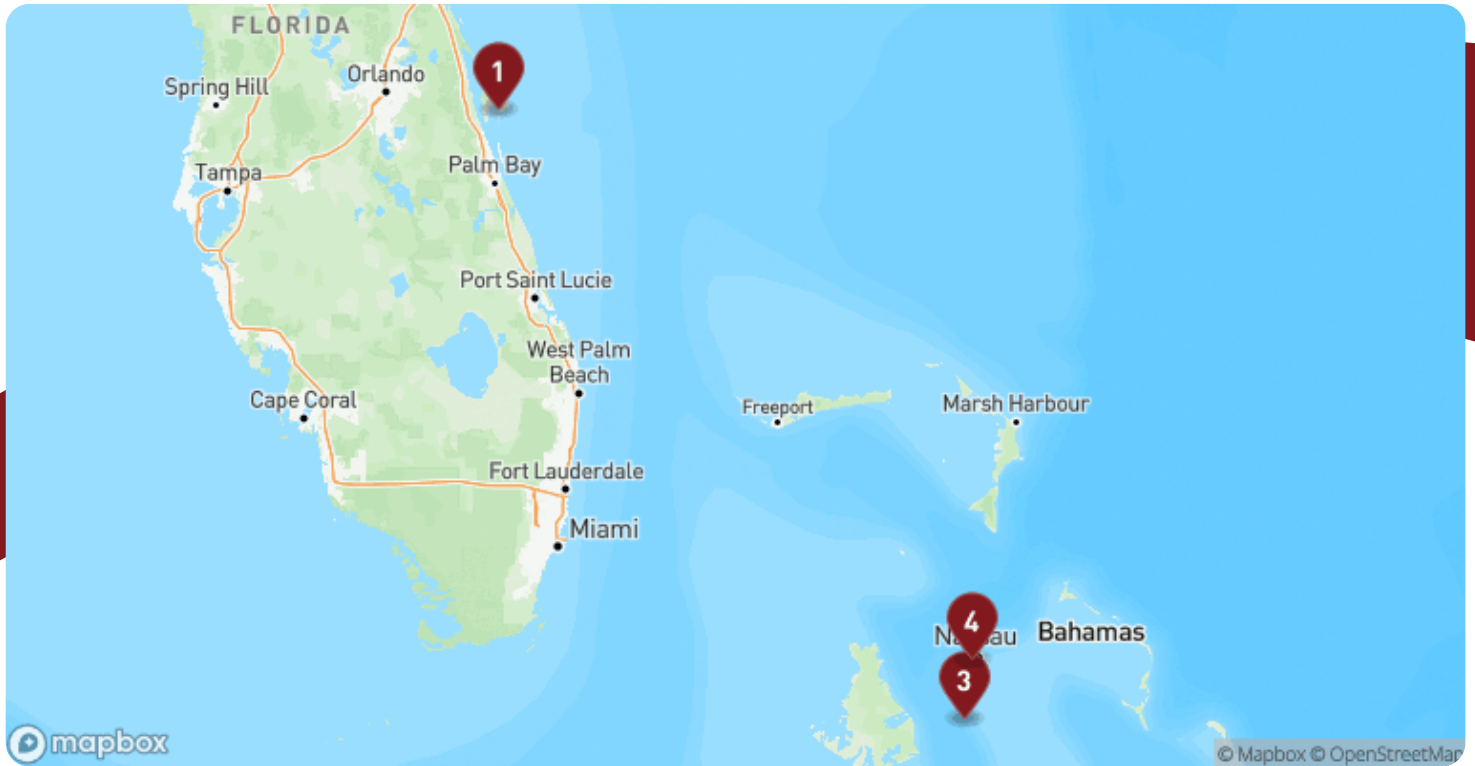 FLORIDA
1
Orlando
Spring Hill
Palm Bay
Tampa
Port Saint Lucie
West Palm
Beach
Cape Coral
Freeport
Marsh Harbour
Fort Lauderdale
Miami
4
Bahamas
3
mapbox
© Mapbox © OpenStreetMap